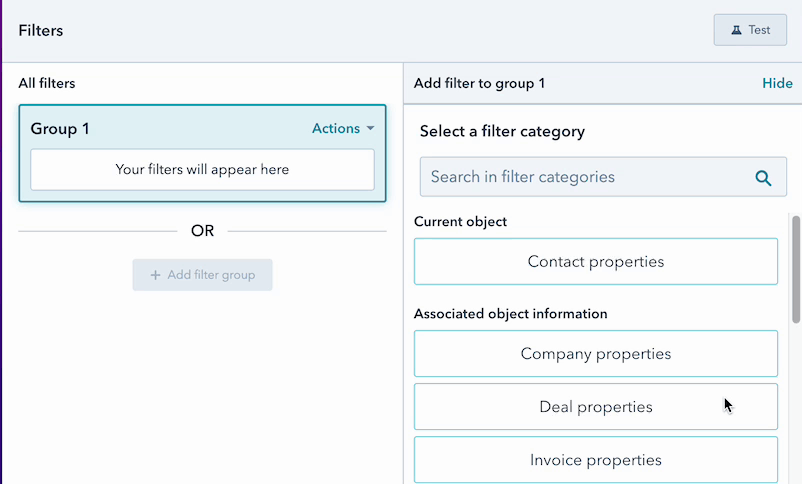 Filters
Test
All filters
Group 1
Actions
Your filters will appear here
OR
+ Add filter group
Add filter to group 1
Hide
Select a filter category
Search in filter categories
Current object
Contact properties
Associated object information
Company properties
Deal properties
Invoice properties